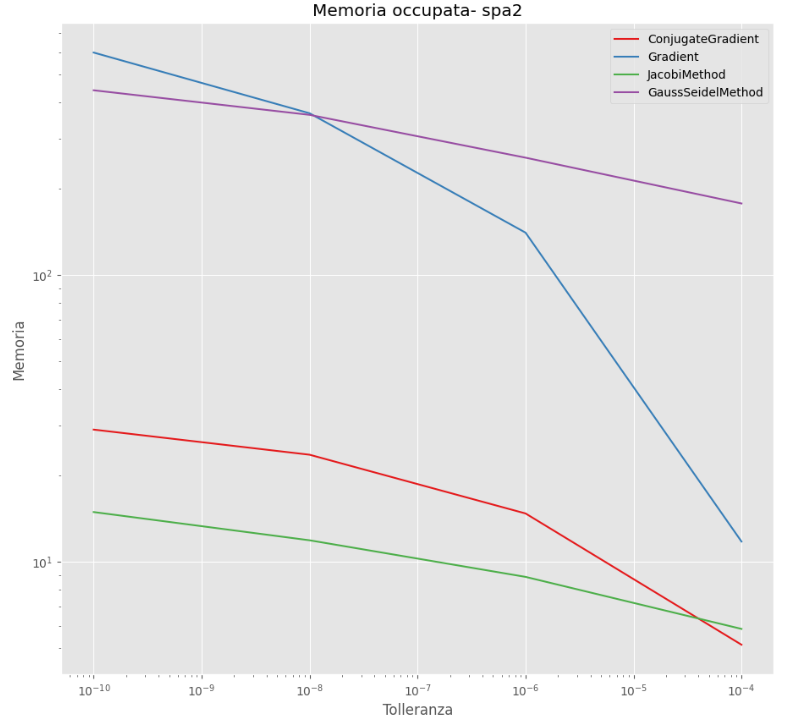 Memoria occupata- spa2
ConjugateGradient
Gradient
JacobiMethod
GaussSeidelMethod
Memoria
10²
10¹
10⁻¹⁰ 10⁻⁹ 10⁻⁸ 10⁻⁷ 10⁻⁶ 10⁻⁵ 10⁻⁴
Tolleranza